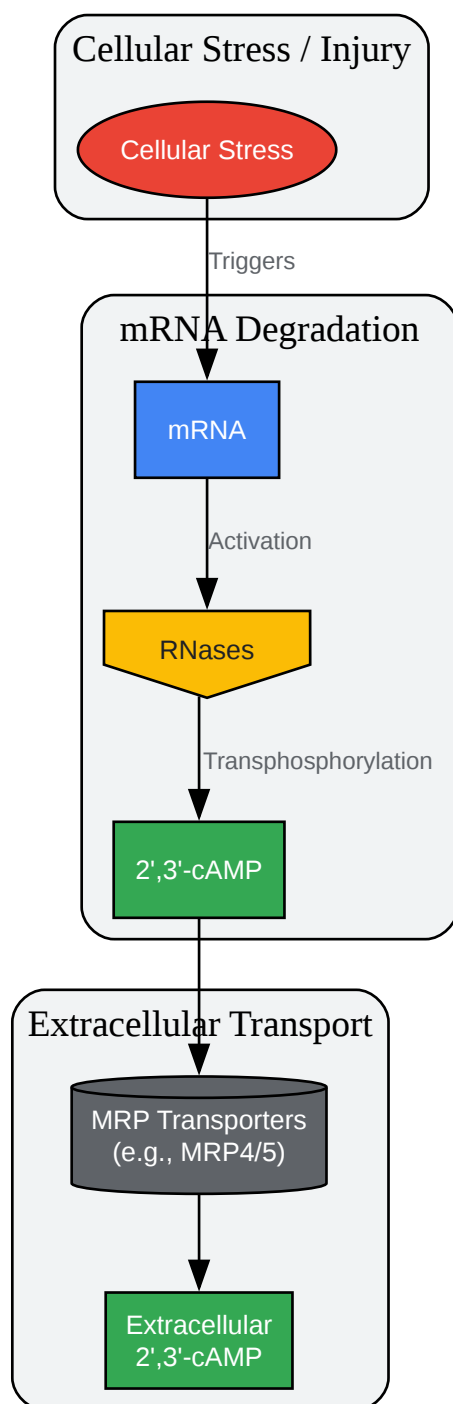 Cellular Stress / Injury
Cellular Stress
Triggers
mRNA Degradation
mRNA
Activation
RNases
Transphosphorylation
2',3'-cAMP
Extracellular Transport
MRP Transporters
(e.g., MRP4/5)
Extracellular
2',3'-cAMP